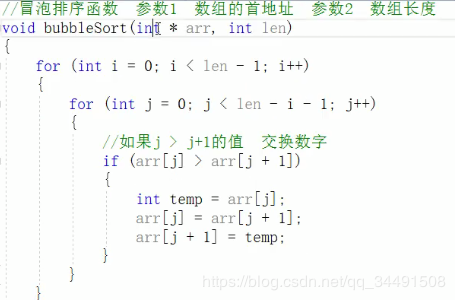 //冒泡排序函数  参数1  数组的首地址  参数2  数组长度
void bubbleSort(int * arr, int len)
{
    for (int i = 0; i < len - 1; i++)
    {
        for (int j = 0; j < len - i - 1; j++)
        {
            //如果j > j+1的值  交换数字
            if (arr[j] > arr[j + 1])
            {
                int temp = arr[j];
                arr[j] = arr[j + 1];
                arr[j + 1] = temp;
            }
        }
    }
https://blog.csdn.net/qq_34491508